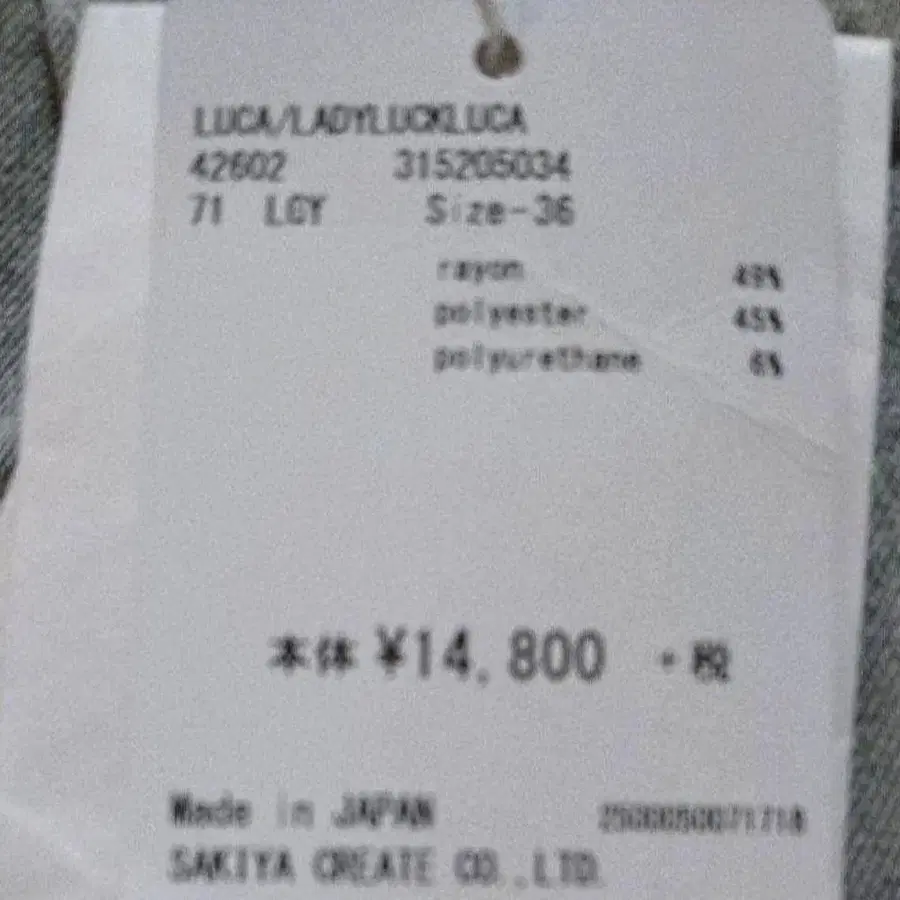 LUCA/LADYLUCKLUCA
42602 315205034
71 LGY Size-36
rayon 49%
polyester 45%
polyurethane 6%
本体 ¥14,800 +税
Made in JAPAN
SAKIYA CREATE CO.,LTD.